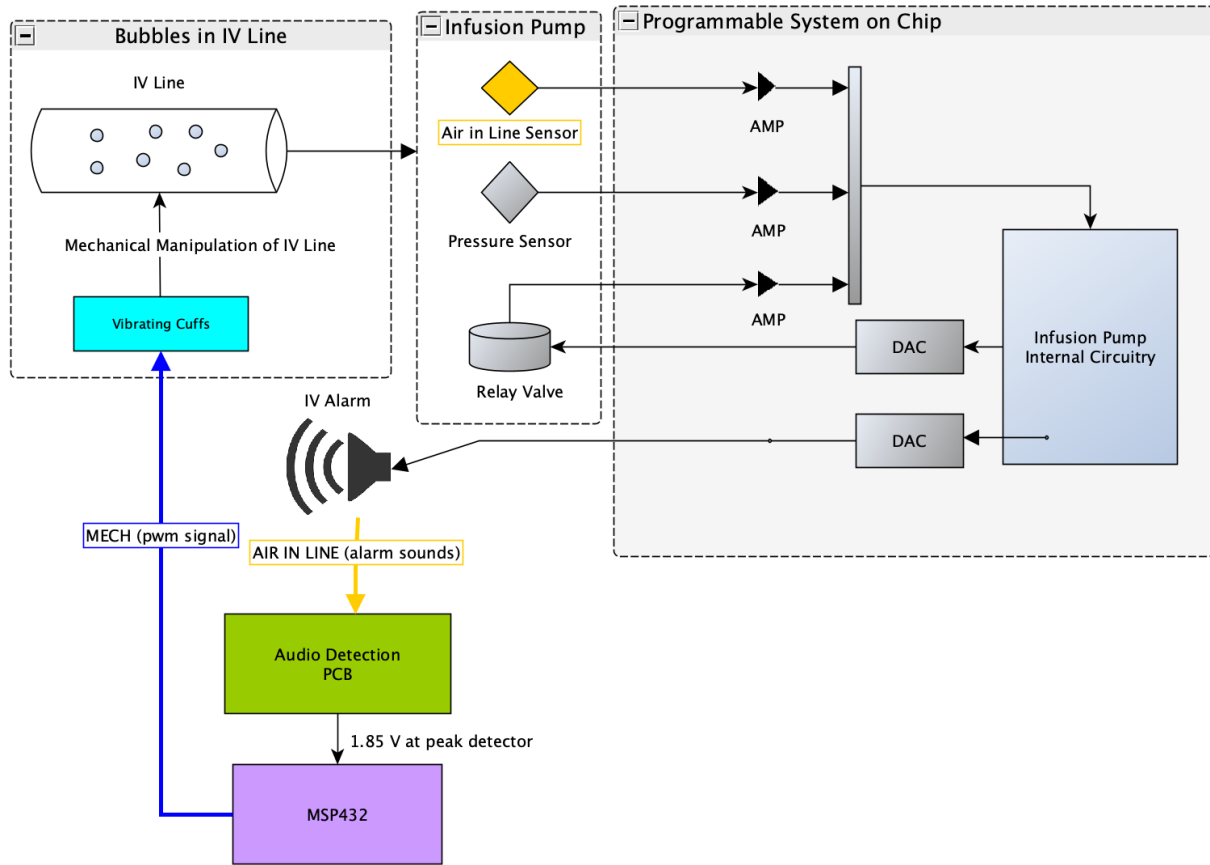 Bubbles in IV Line
IV Line
Mechanical Manipulation of IV Line
Vibrating Cuffs
Infusion Pump
Air in Line Sensor
Pressure Sensor
Relay Valve
Programmable System on Chip
AMP
AMP
AMP
DAC
DAC
Infusion Pump
Internal Circuitry
IV Alarm
MECH (pwm signal)
AIR IN LINE (alarm sounds)
Audio Detection
PCB
1.85 V at peak detector
MSP432